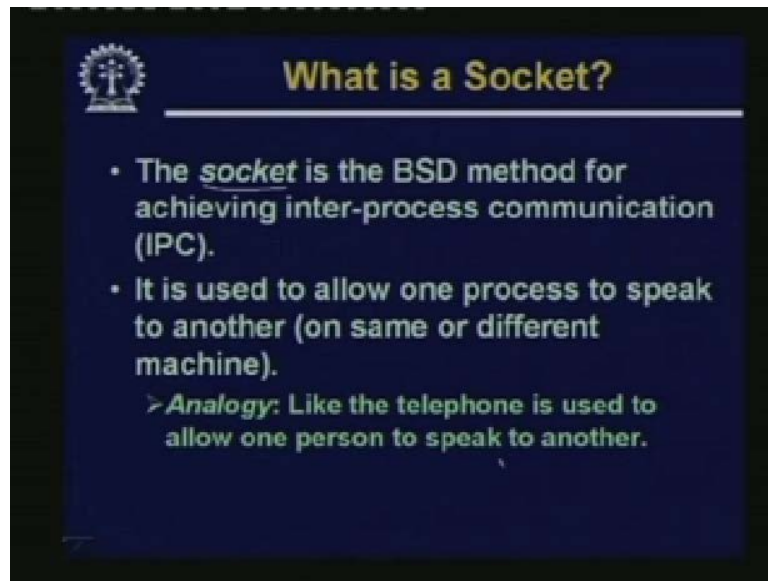 What is a Socket?
• The socket is the BSD method for
achieving inter-process communication
(IPC).
• It is used to allow one process to speak
to another (on same or different
machine).
➢Analogy: Like the telephone is used to
allow one person to speak to another.